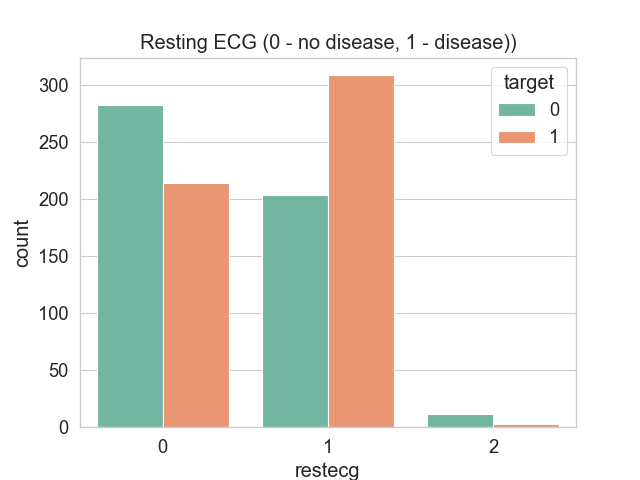 Resting ECG (0 - no disease, 1 - disease))
target
0
1
300
250
200
150
100
50
0
count
0 1 2
restecg